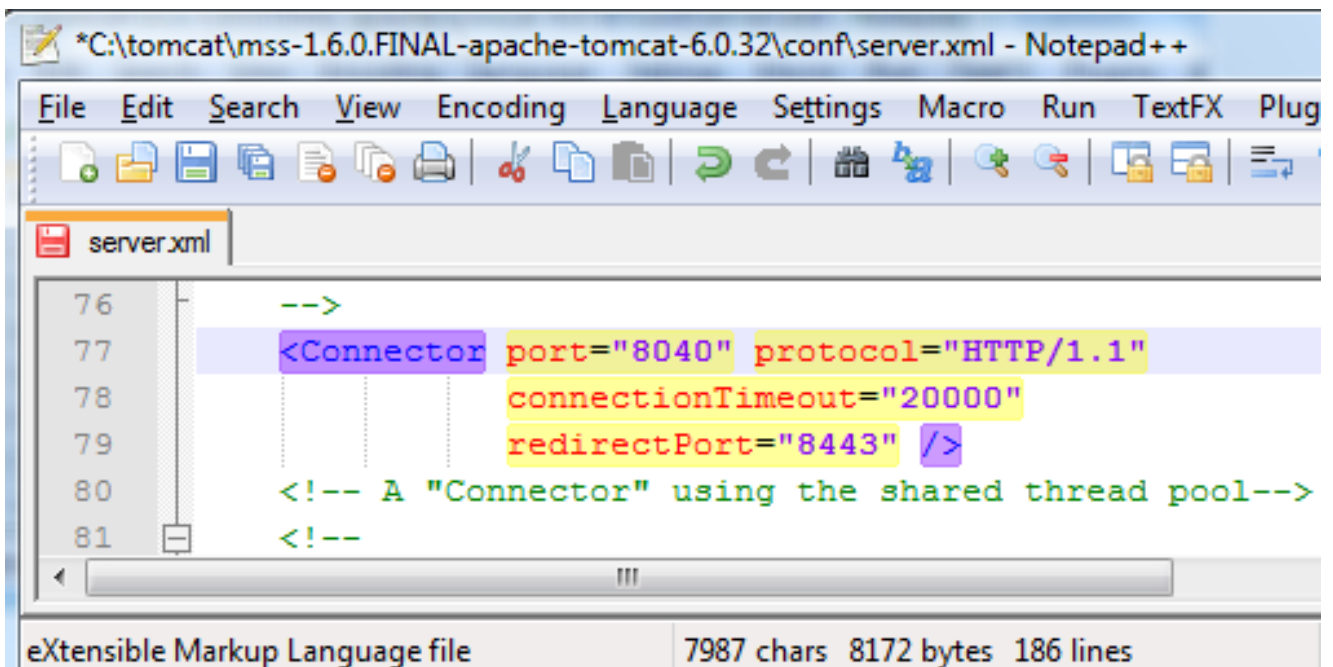 *C:\tomcat\mss-1.6.0.FINAL-apache-tomcat-6.0.32\conf\server.xml - Notepad++
File Edit Search View Encoding Language Settings Macro Run TextFX Plug
server.xml
76 -->
77 <Connector port="8040" protocol="HTTP/1.1"
78 connectionTimeout="20000"
79 redirectPort="8443" />
80 <!-- A "Connector" using the shared thread pool-->
81 <!--
eXtensible Markup Language file 7987 chars 8172 bytes 186 lines